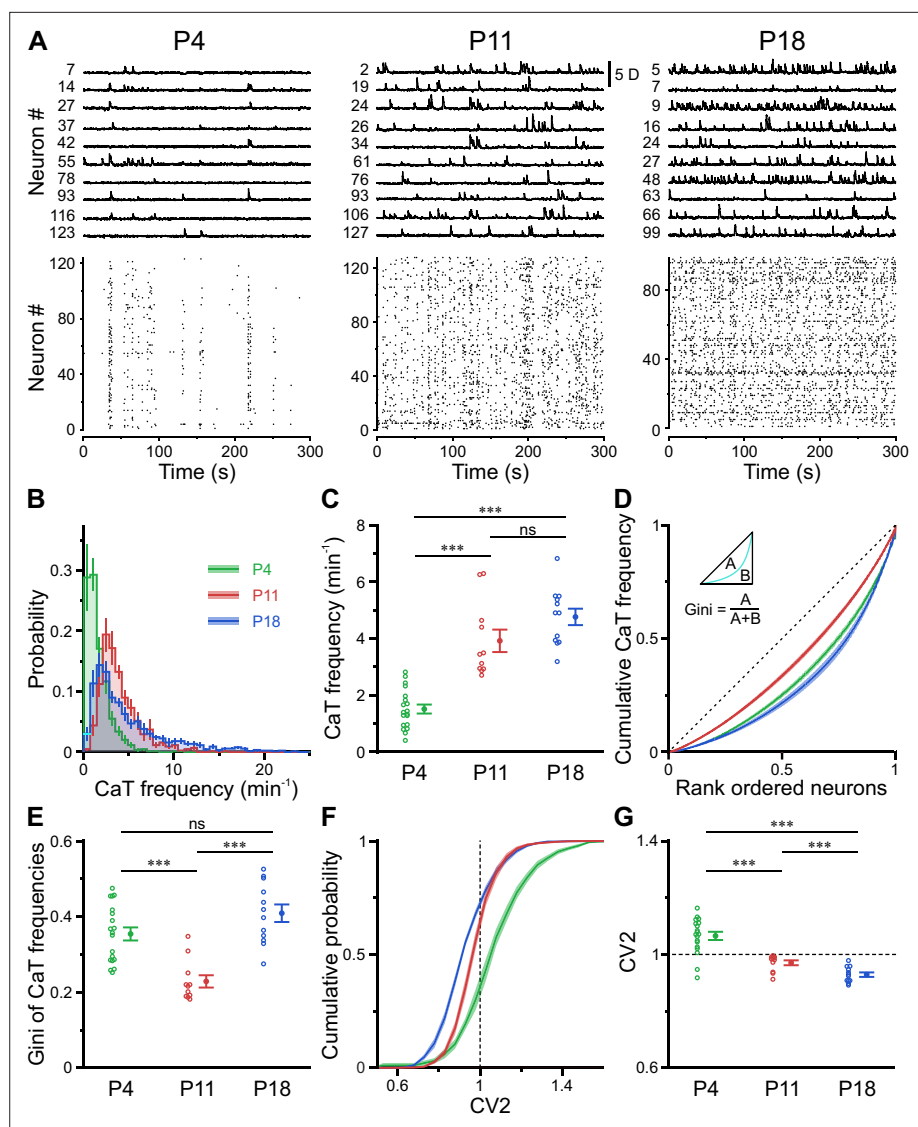 A P4 P11 P18
5 D
Neuron #
7
14
27
37
42
55
78
93
116
123
2
19
24
26
34
61
76
93
106
127
5
7
9
16
24
27
48
63
66
99
Neuron #
120
80
40
0
0 100 200 300
Time (s)
120
80
40
0
0 100 200 300
Time (s)
80
40
0
0 100 200 300
Time (s)
B
Probability
0.3
0.2
0.1
0
0 10 20
CaT frequency (min⁻¹)
P4
P11
P18
C
CaT frequency (min⁻¹)
8
6
4
2
0
***
***
ns
P4 P11 P18
D
Cumulative CaT frequency
1
0.5
0
0 0.5 1
Rank ordered neurons
A
B
Gini = A
A+B
E
Gini of CaT frequencies
0.6
0.4
0.2
0
ns
*** ***
P4 P11 P18
F
Cumulative probability
1
0.5
0
0.6 1 1.4
CV2
G
CV2
1.4
1
0.6
***
*** ***
P4 P11 P18